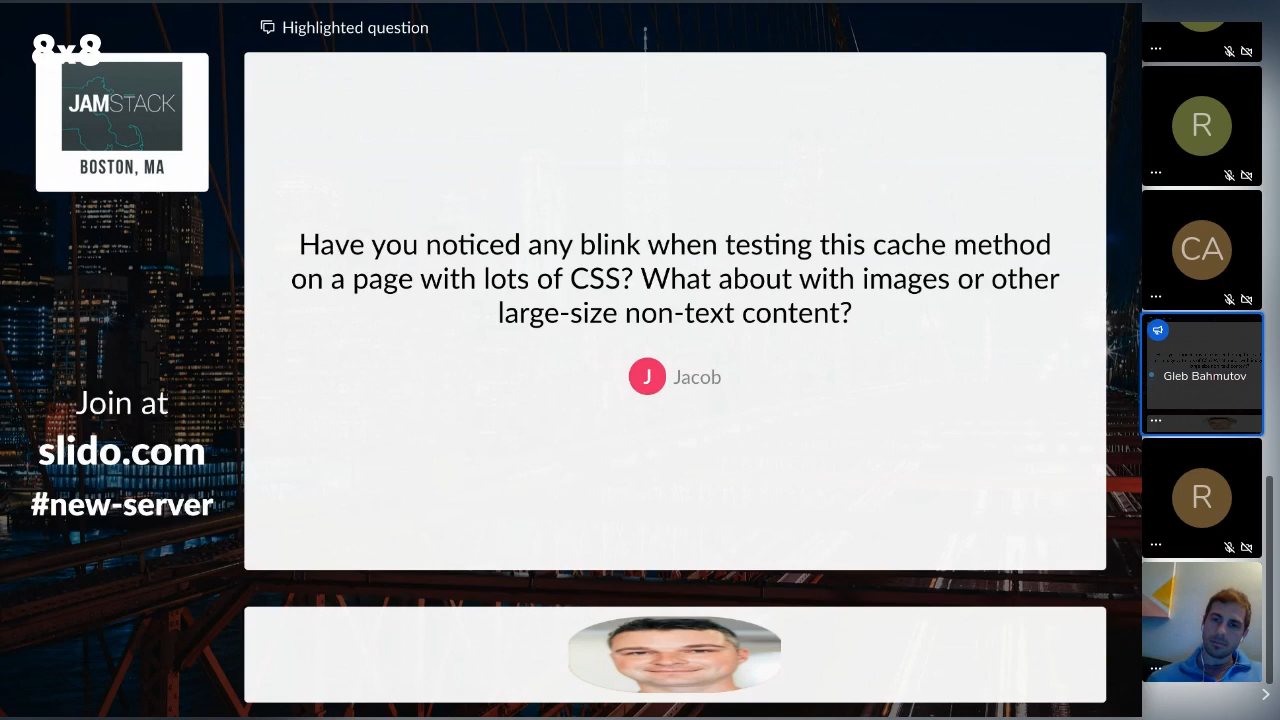 Highlighted question
8x8
JAMSTACK
BOSTON, MA
Have you noticed any blink when testing this cache method
on a page with lots of CSS? What about with images or other
large-size non-text content?
J Jacob
Join at
slido.com
#new-server
R
CA
Gleb Bahmutov
R